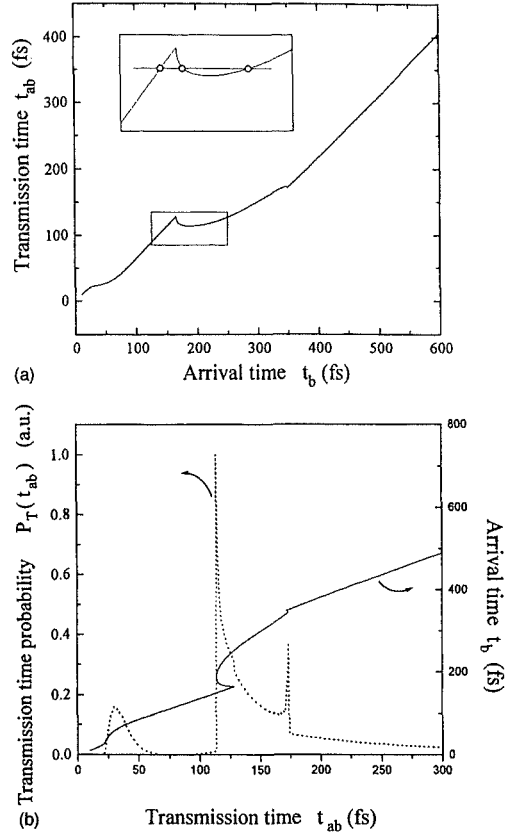 400
350
300
200
100
0
Transmission time t_ab (fs)
0 100 200 300 400 500 600
(a)
Arrival time t_b (fs)
1.0
0.8
0.6
0.4
0.2
0.0
Transmission time probability P_T(t_ab) (a.u.)
800
600
400
200
0
Arrival time t_b (fs)
0 50 100 150 200 250 300
(b)
Transmission time t_ab (fs)